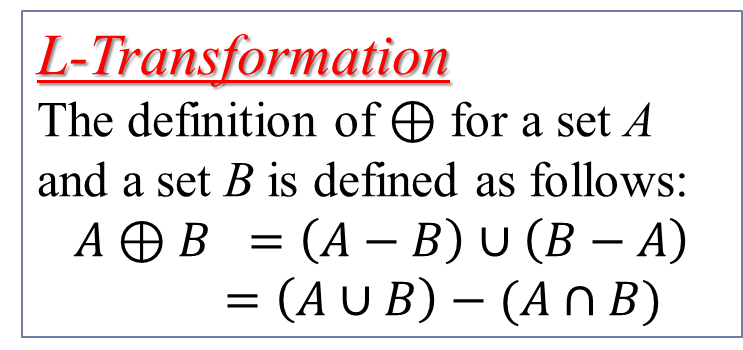 L-Transformation
The definition of ⊕ for a set A
and a set B is defined as follows:
A ⊕ B = (A − B) ∪ (B − A)
= (A ∪ B) − (A ∩ B)